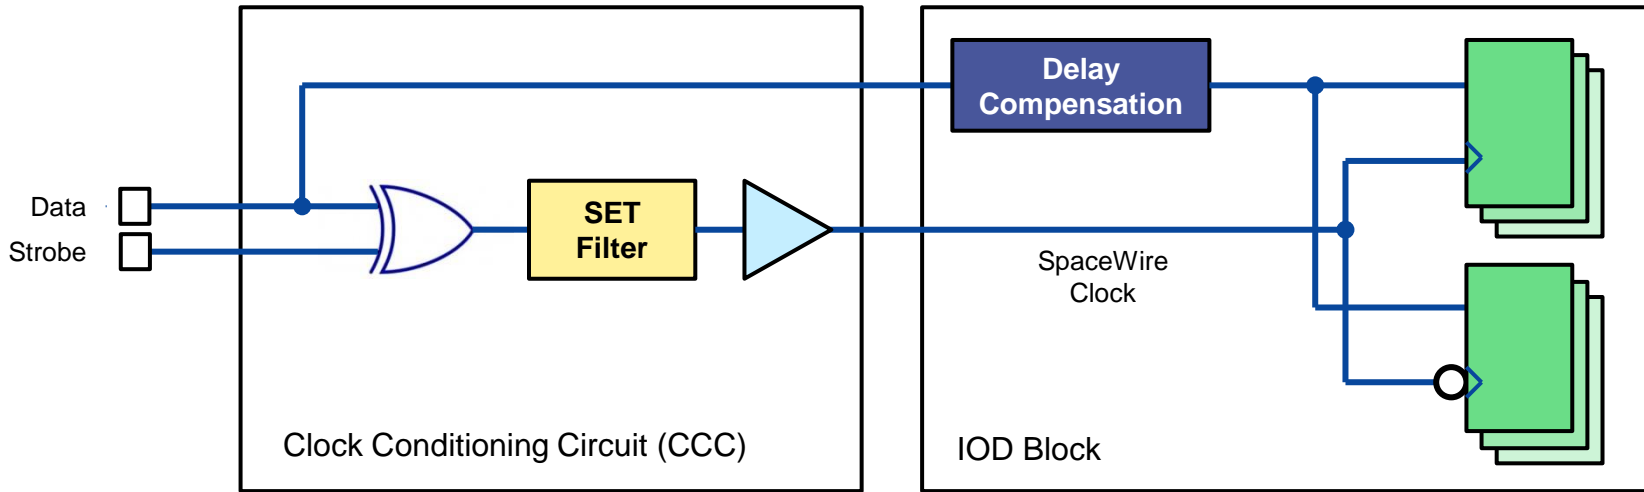 Delay
Compensation
Data
Strobe
SET
Filter
SpaceWire
Clock
Clock Conditioning Circuit (CCC)
IOD Block